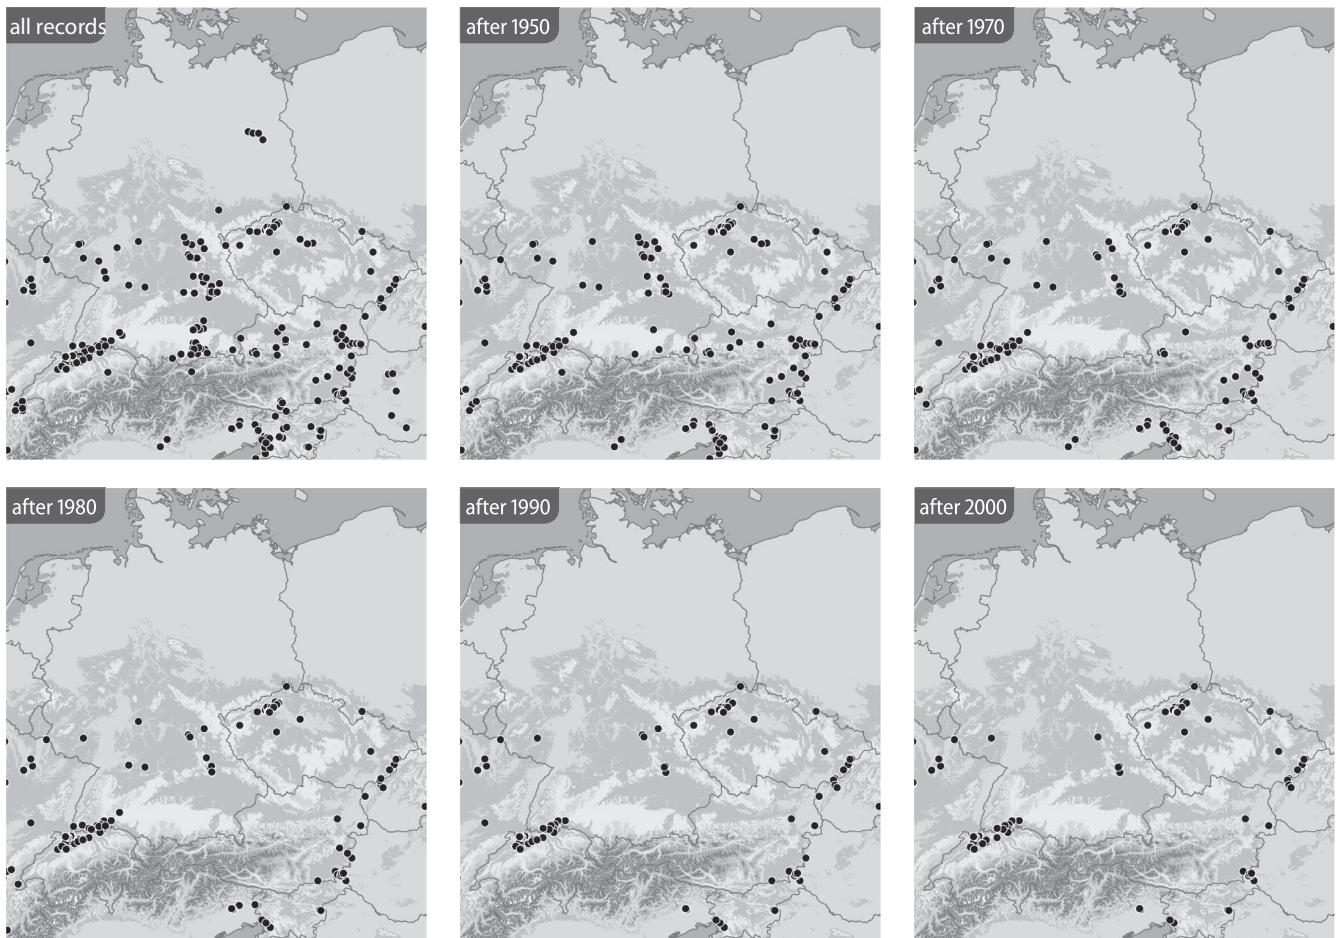 all records
after 1950
after 1970
after 1980
after 1990
after 2000